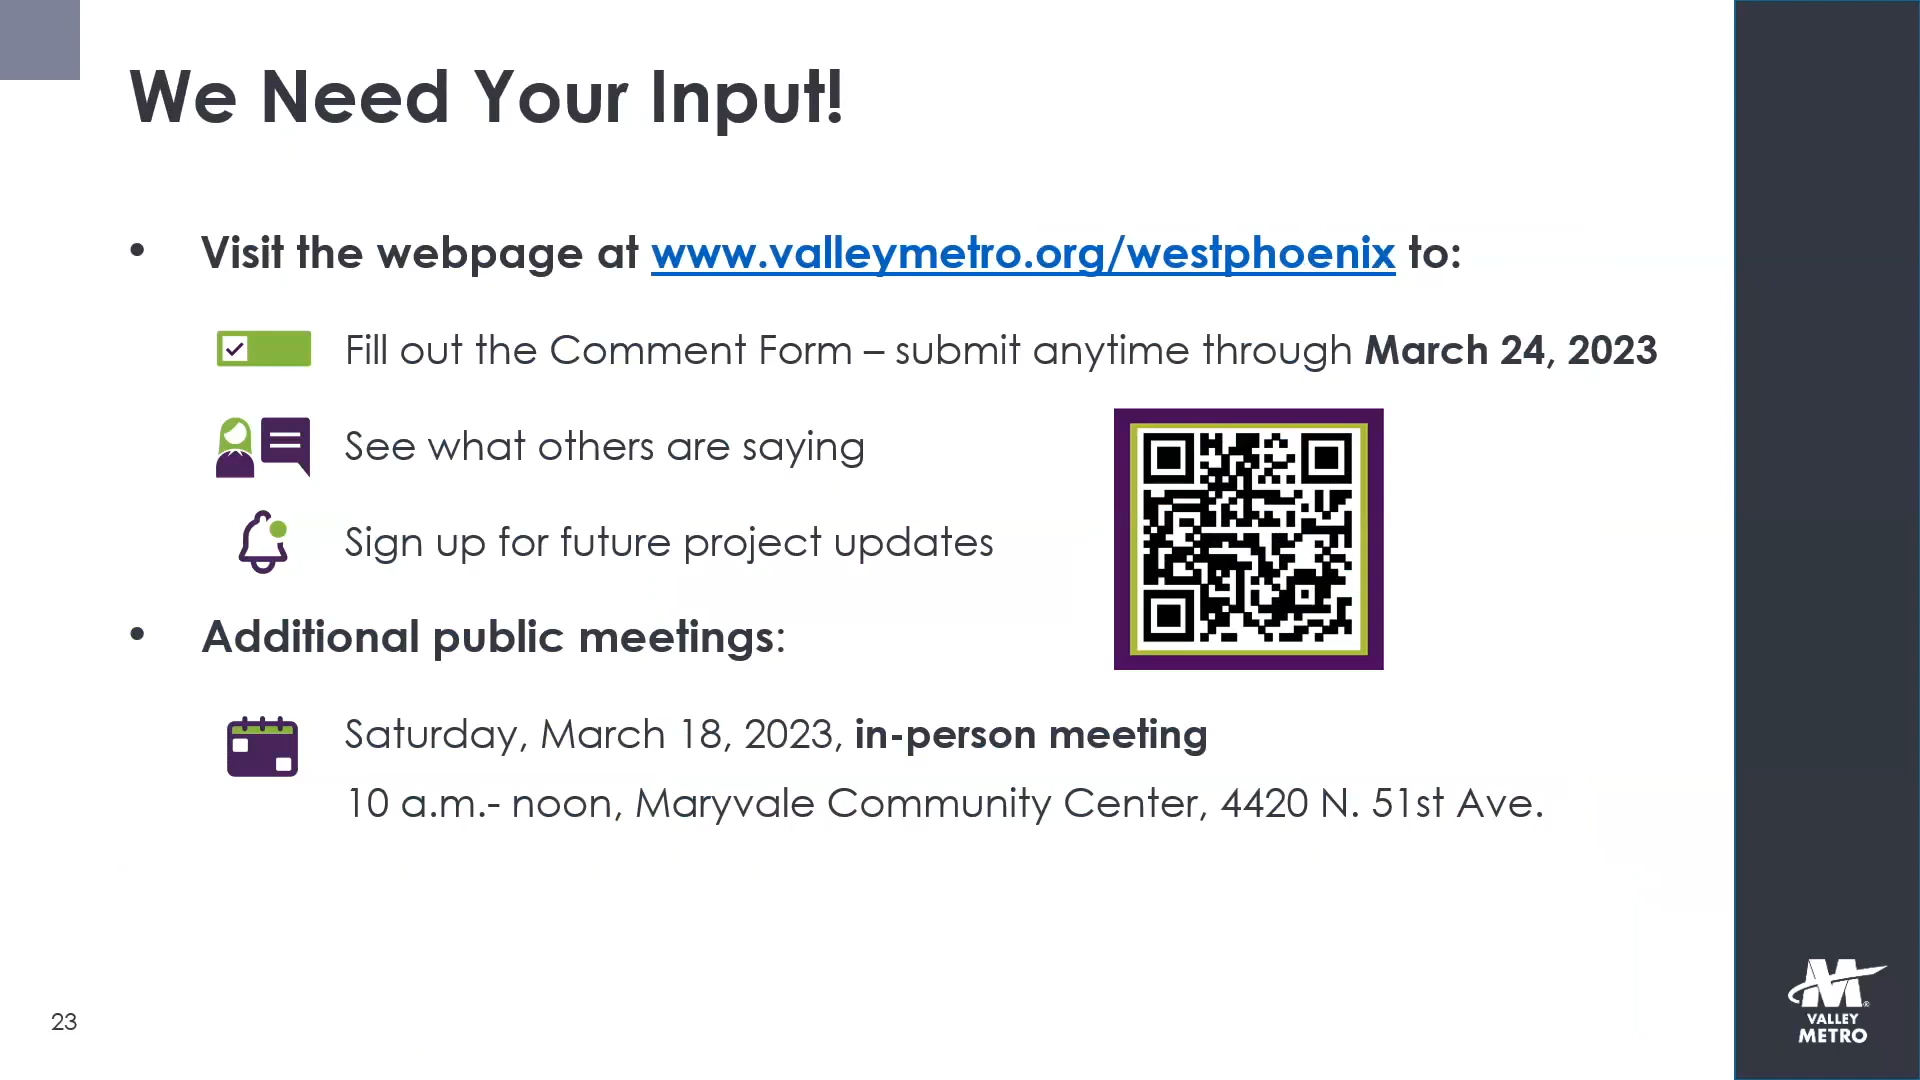 We Need Your Input!
• Visit the webpage at www.valleymetro.org/westphoenix to:
Fill out the Comment Form – submit anytime through March 24, 2023
See what others are saying
Sign up for future project updates
• Additional public meetings:
Saturday, March 18, 2023, in-person meeting
10 a.m.- noon, Maryvale Community Center, 4420 N. 51st Ave.
23
VALLEY
METRO